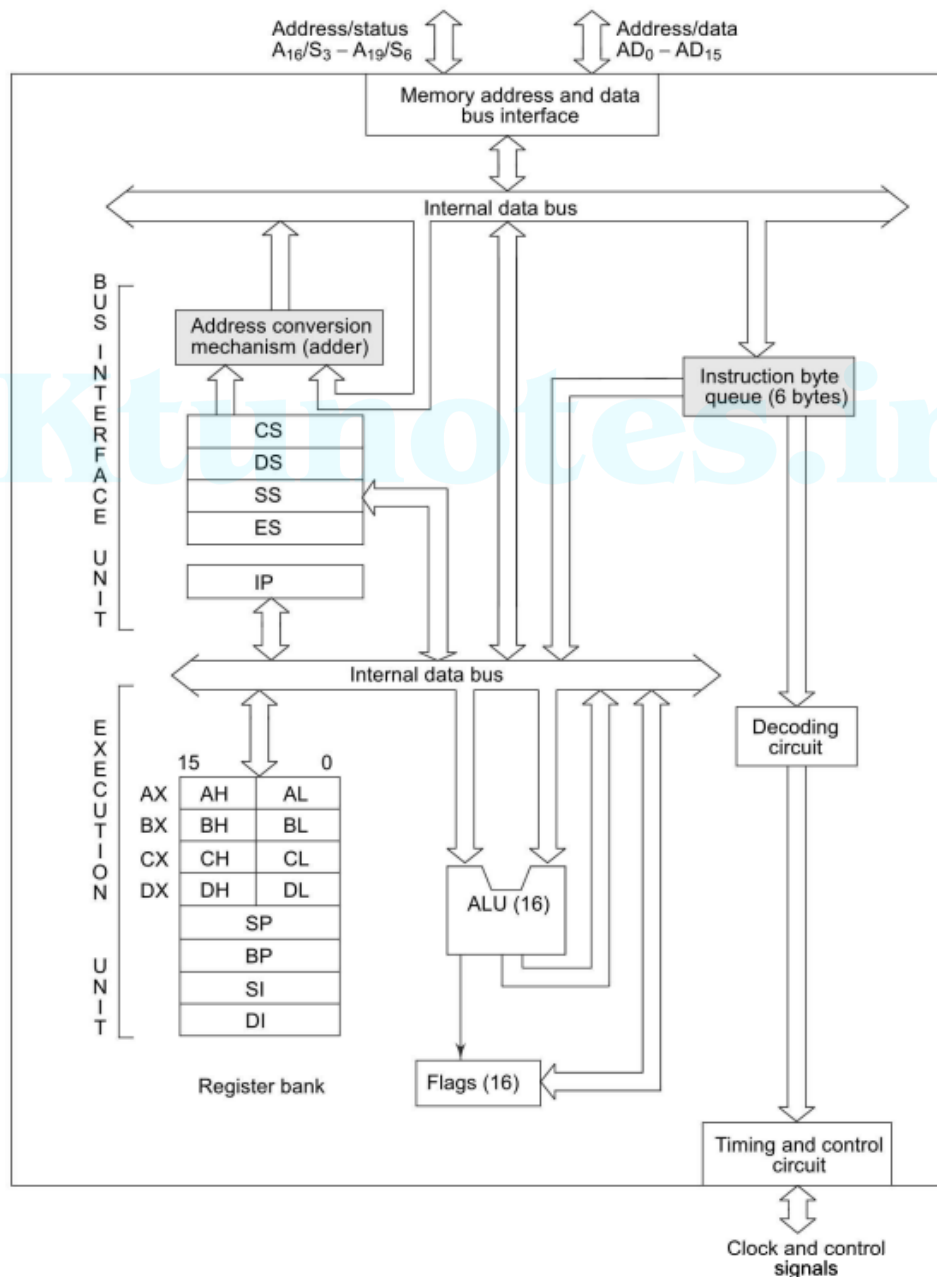 Address/status
A16/S3 – A19/S6
Address/data
AD0 – AD15
Memory address and data
bus interface
Internal data bus
BUS INTERFACE UNIT
Address conversion
mechanism (adder)
Instruction byte
queue (6 bytes)
Ktunotes.in
CS
DS
SS
ES
IP
Internal data bus
EXECUTION UNIT
Decoding
circuit
15 0
AX AH AL
BX BH BL
CX CH CL
DX DH DL
SP
BP
SI
DI
ALU (16)
Register bank
Flags (16)
Timing and control
circuit
Clock and control
signals